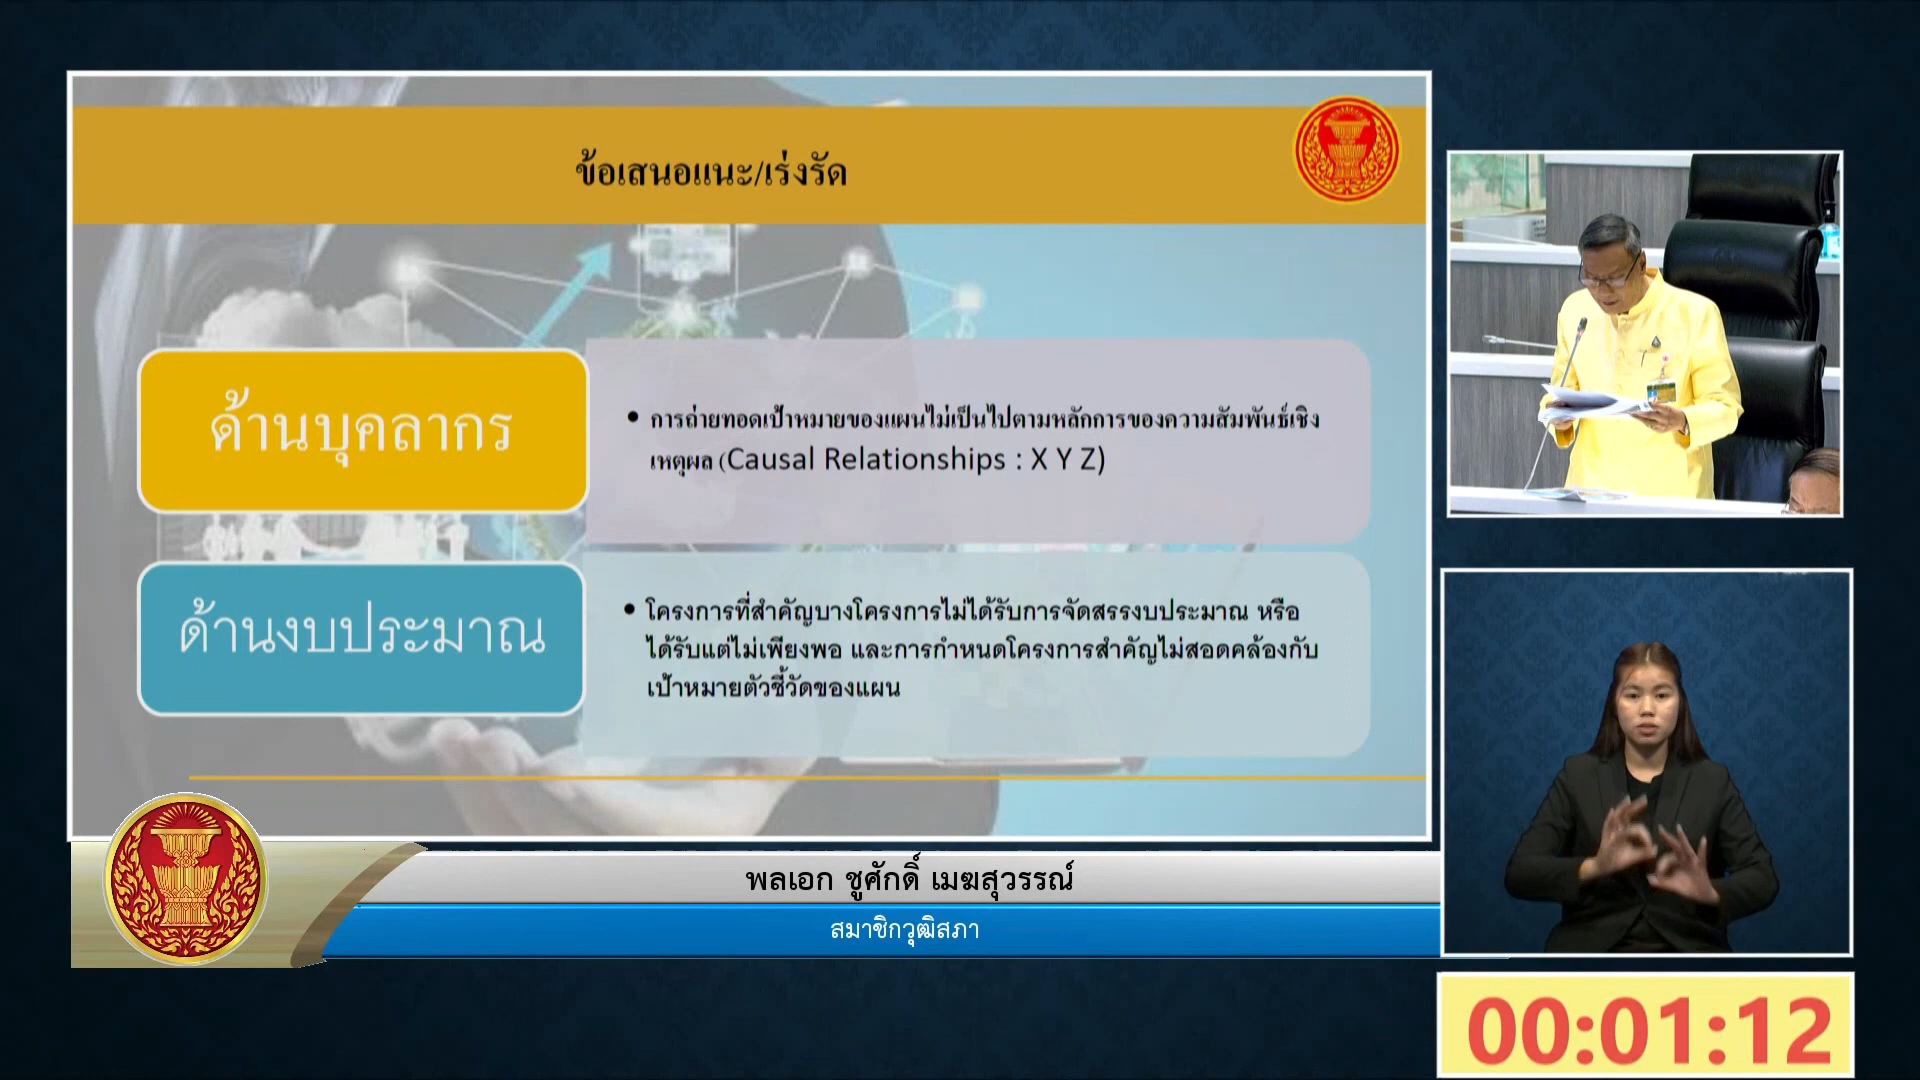 ข้อเสนอแนะ/เร่งรัด
ด้านบุคลากร
• การถ่ายทอดเป้าหมายของแผนไม่เป็นไปตามหลักการของความสัมพันธ์เชิง
เหตุผล (Causal Relationships : X Y Z)
ด้านงบประมาณ
• โครงการที่สำคัญบางโครงการไม่ได้รับการจัดสรรงบประมาณ หรือ
ได้รับแต่ไม่เพียงพอ และการกำหนดโครงการสำคัญไม่สอดคล้องกับ
เป้าหมายตัวชี้วัดของแผน
พลเอก ชูศักดิ์ เมฆสุวรรณ์
สมาชิกวุฒิสภา
00:01:12